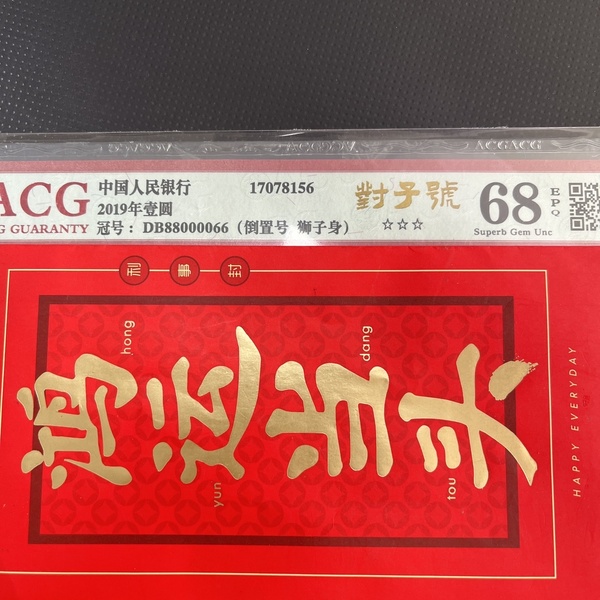 ACGACG
ACG
G GUARANTY
中国人民银行
2019年壹圆
冠号：DB88000066（倒置号 狮子身）
17078156
對子號
☆☆☆
68
EPQ
Superb Gem Unc
利事封
鸿运当头
hong
yun
dang
tou
HAPPY EVERYDAY